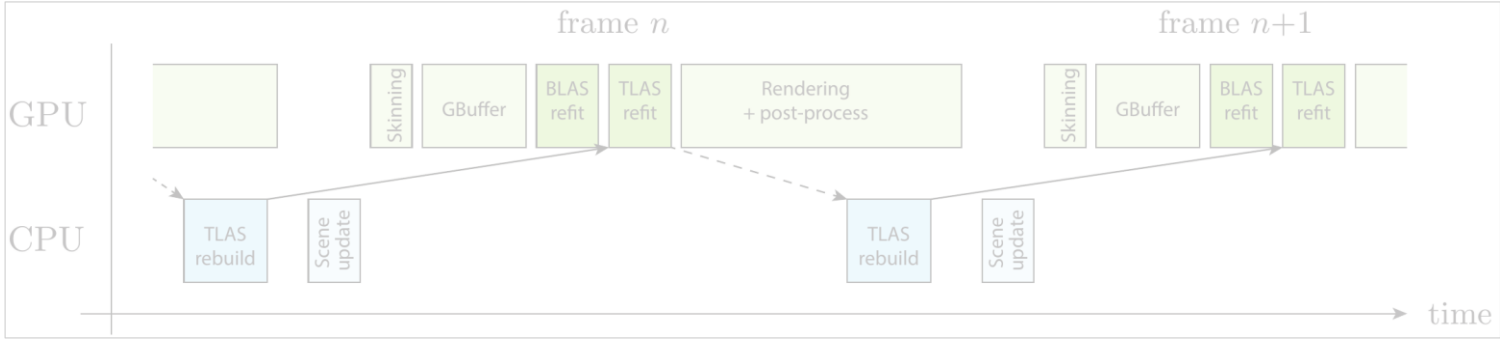 frame n
frame n+1
GPU
Skinning
GBuffer
BLAS
refit
TLAS
refit
Rendering
+ post-process
Skinning
GBuffer
BLAS
refit
TLAS
refit
CPU
TLAS
rebuild
Scene
update
TLAS
rebuild
Scene
update
time